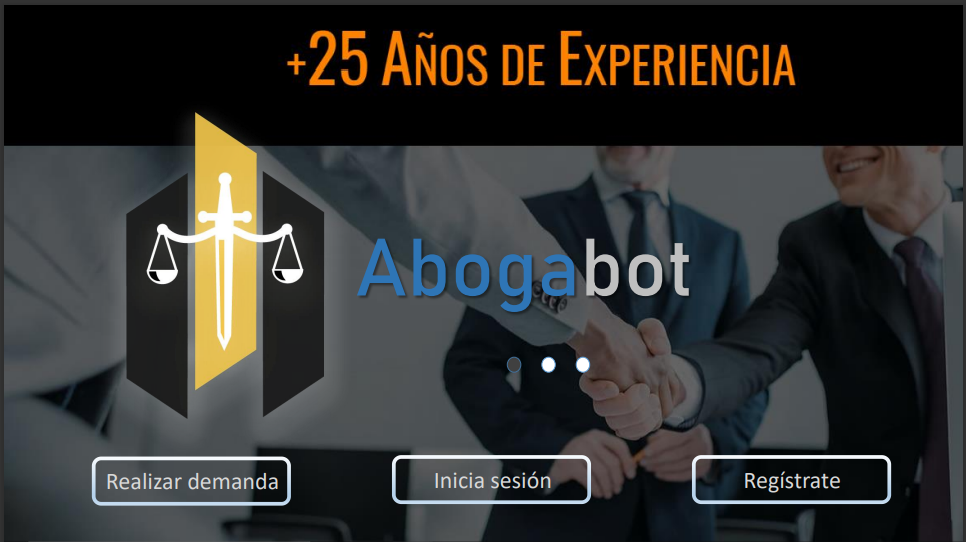 +25 Años de Experiencia
Abogabot
Realizar demanda
Inicia sesión
Regístrate